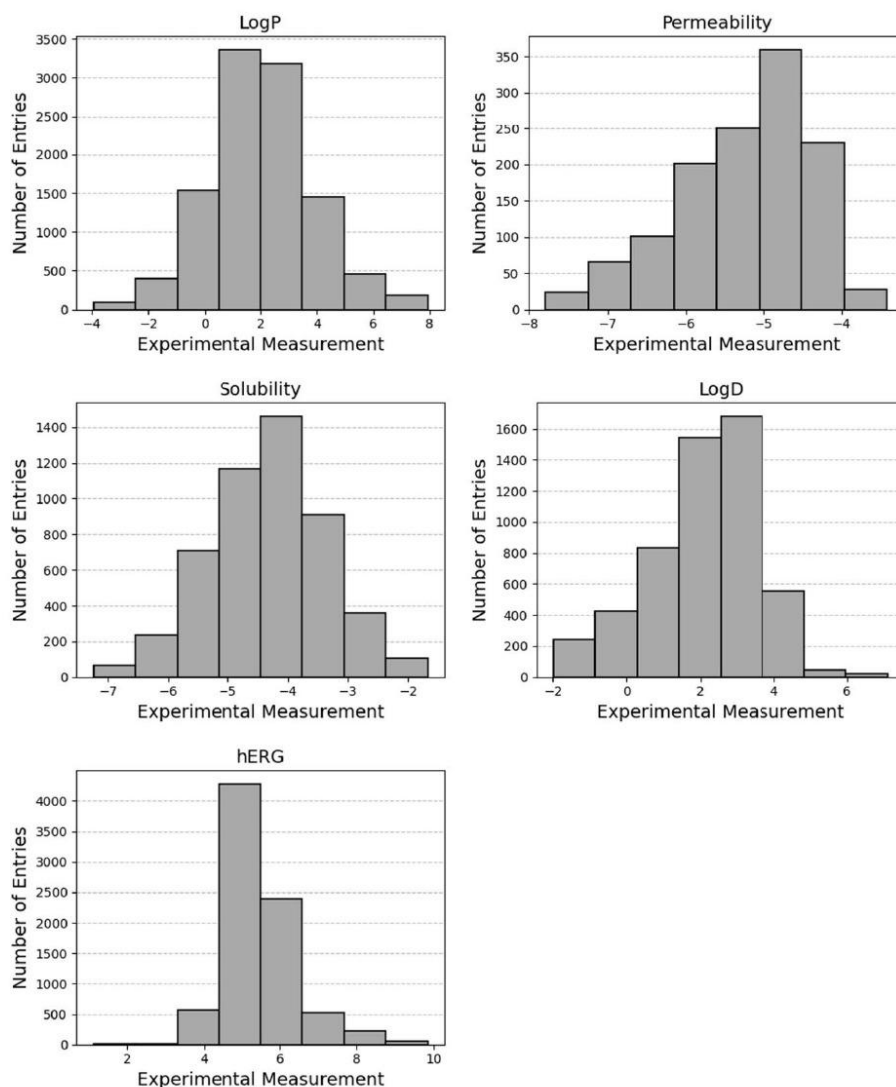 LogP
Number of Entries
3500
3000
2500
2000
1500
1000
500
0
−4 −2 0 2 4 6 8
Experimental Measurement
Permeability
Number of Entries
350
300
250
200
150
100
50
0
−8 −7 −6 −5 −4
Experimental Measurement
Solubility
Number of Entries
1400
1200
1000
800
600
400
200
0
−7 −6 −5 −4 −3 −2
Experimental Measurement
LogD
Number of Entries
1600
1400
1200
1000
800
600
400
200
0
−2 0 2 4 6
Experimental Measurement
hERG
Number of Entries
4000
3500
3000
2500
2000
1500
1000
500
0
2 4 6 8 10
Experimental Measurement